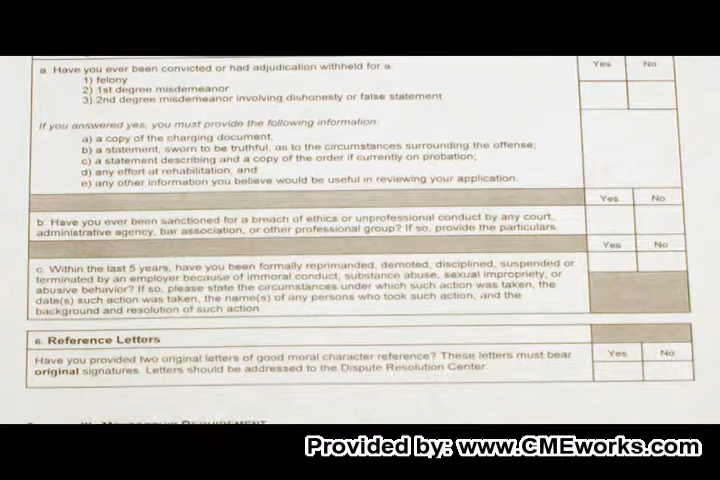 Yes No
a. Have you ever been convicted or had adjudication withheld for a
1) felony
2) 1st degree misdemeanor
3) 2nd degree misdemeanor involving dishonesty or false statement
If you answered yes, you must provide the following information:
a) a copy of the charging document;
b) a statement, sworn to be truthful, as to the circumstances surrounding the offense;
c) a statement describing and a copy of the order if currently on probation;
d) any effort at rehabilitation; and
e) any other information you believe would be useful in reviewing your application.
Yes No
b. Have you ever been sanctioned for a breach of ethics or unprofessional conduct by any court,
administrative agency, bar association, or other professional group? If so, provide the particulars.
Yes No
c. Within the last 5 years, have you been formally reprimanded, demoted, disciplined, suspended or
terminated by an employer because of immoral conduct, substance abuse, sexual impropriety, or
abusive behavior? If so, please state the circumstances under which such action was taken, the
date(s) such action was taken, the name(s) of any persons who took such action, and the
background and resolution of such action
6. Reference Letters
Yes No
Have you provided two original letters of good moral character reference? These letters must bear
original signatures. Letters should be addressed to the Dispute Resolution Center.
Provided by: www.CMEworks.com